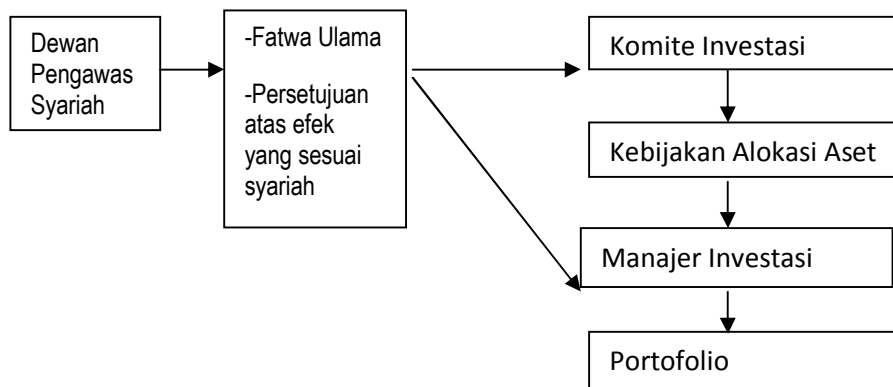 Dewan
Pengawas
Syariah
-Fatwa Ulama
-Persetujuan
atas efek
yang sesuai
syariah
Komite Investasi
Kebijakan Alokasi Aset
Manajer Investasi
Portofolio